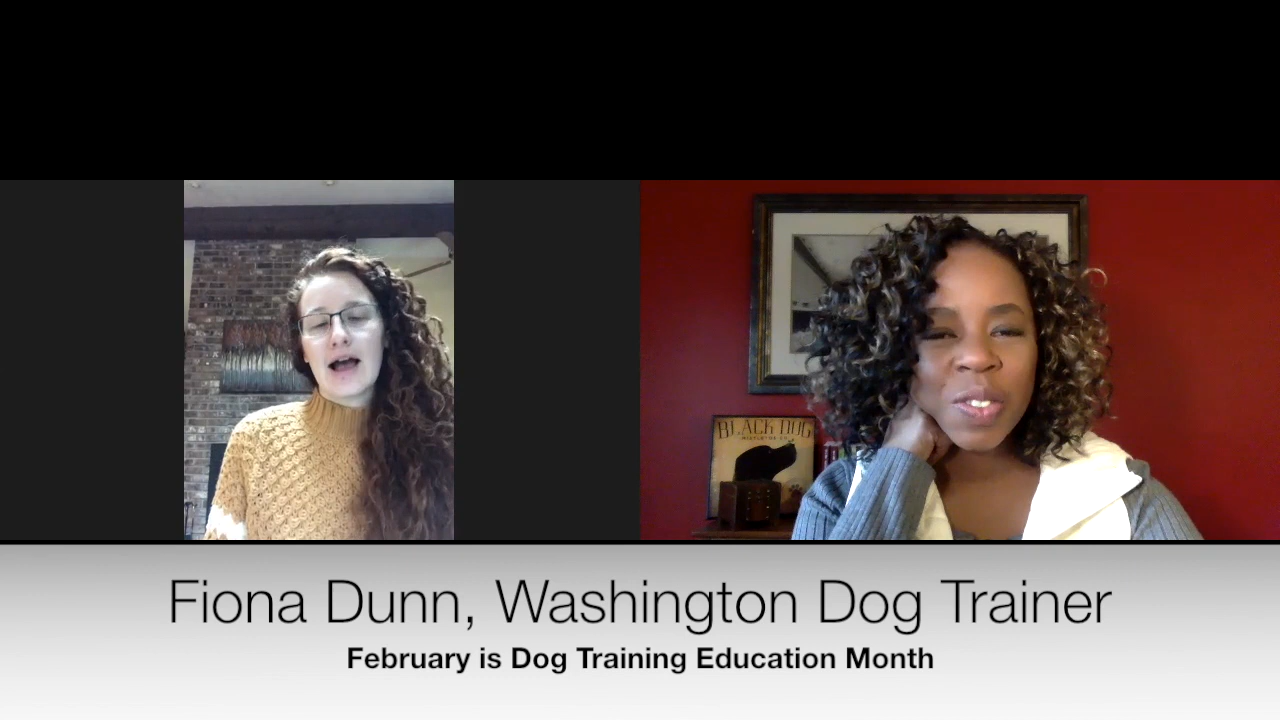 BLACK DOG
Fiona Dunn, Washington Dog Trainer
February is Dog Training Education Month